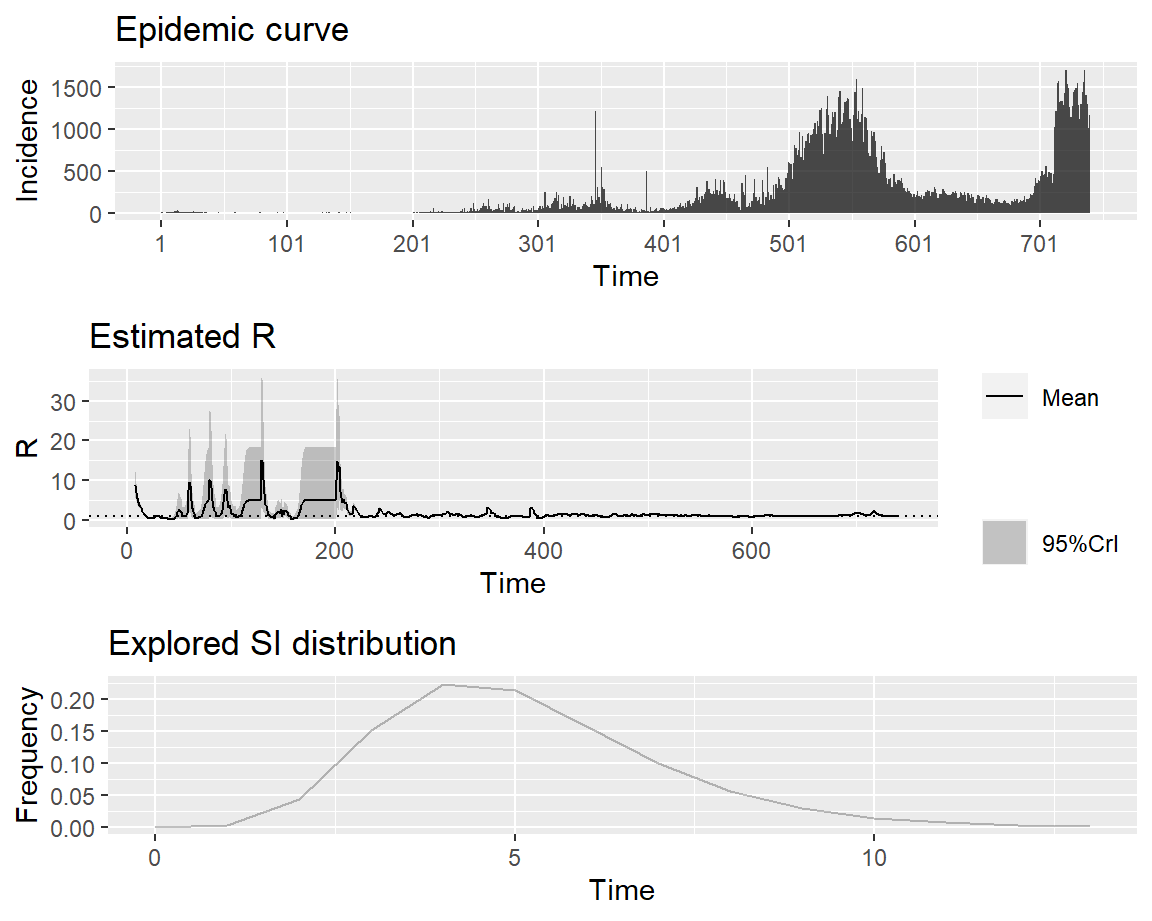 Epidemic curve
Incidence
1500
1000
500
0
1 101 201 301 401 501 601 701
Time
Estimated R
R
30
20
10
0
0 200 400 600
Time
Mean
95%CrI
Explored SI distribution
Frequency
0.20
0.15
0.10
0.05
0.00
0 5 10
Time